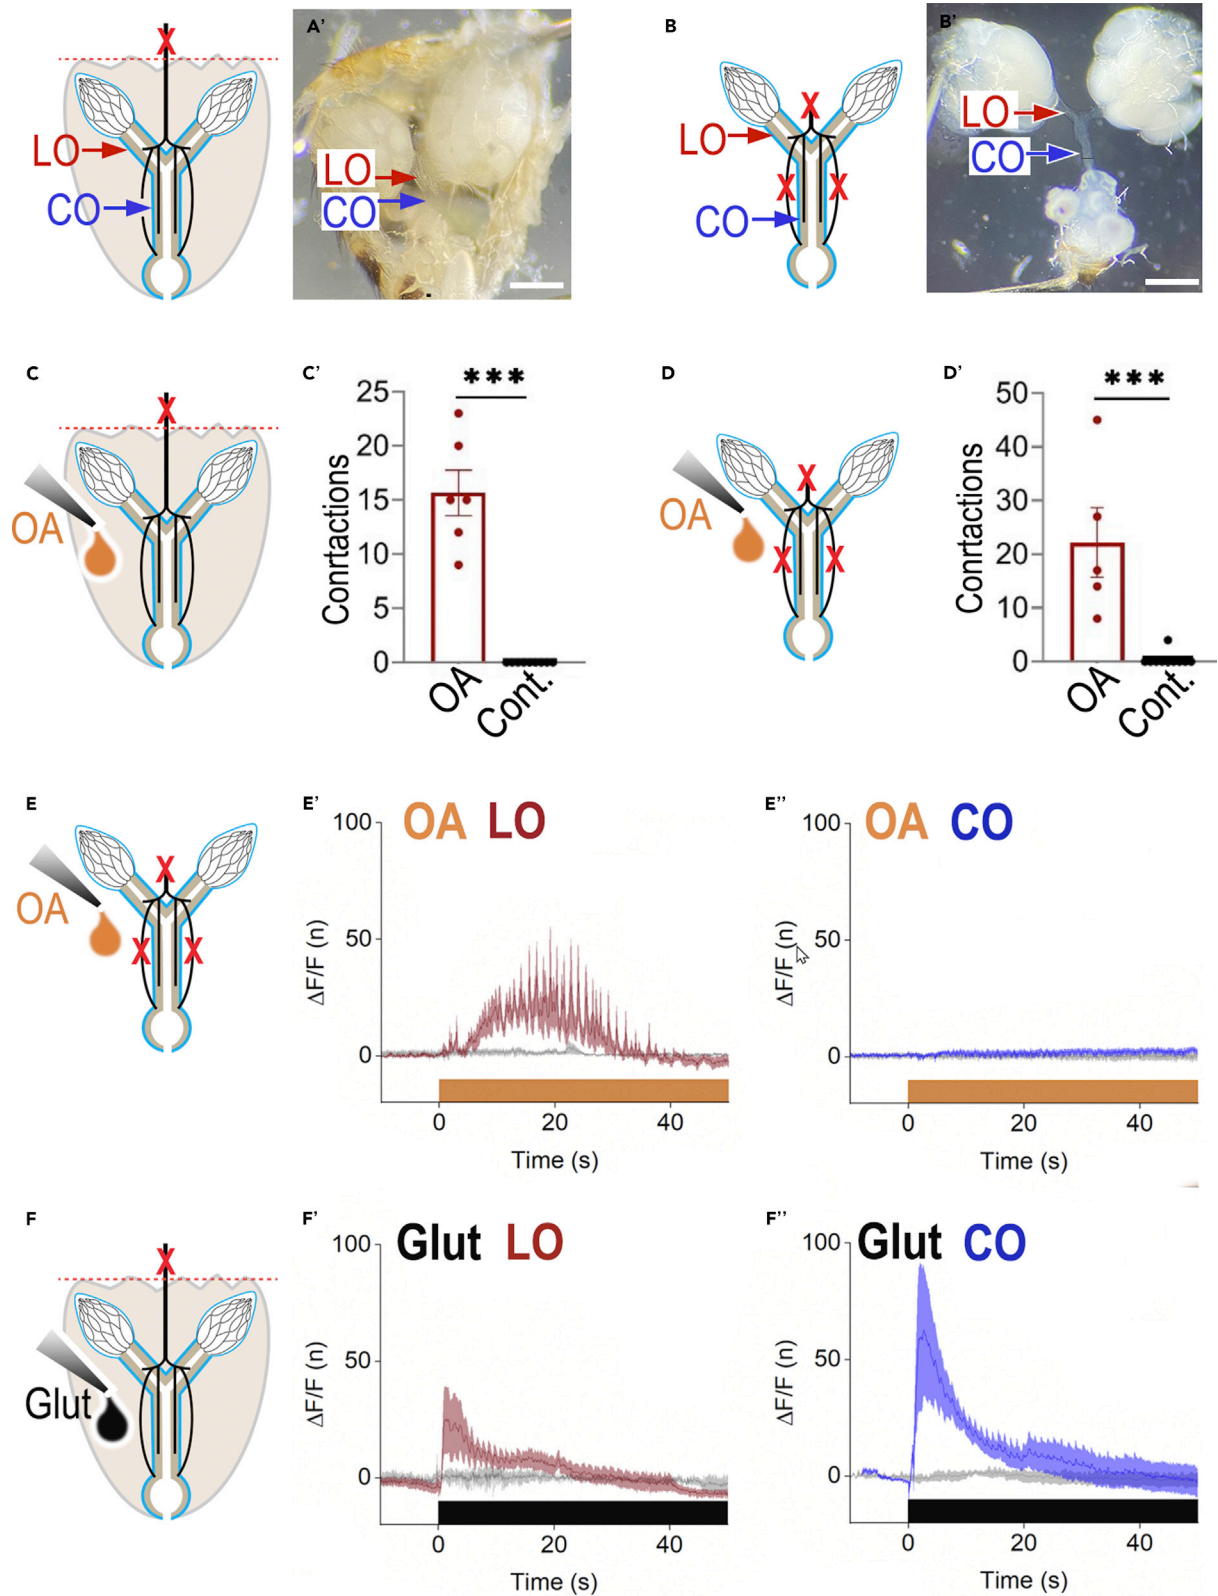 X
LO
CO
A’
LO
CO
B
X
LO
X
X
CO
B’
LO
CO
C
X
OA
C’
***
25
20
15
10
5
0
Conrtactions
OA
Cont.
D
X
OA
X
X
D’
***
50
40
30
20
10
0
Conrtactions
OA
Cont.
E
X
OA
X
X
E’
OA LO
100
50
0
ΔF/F (n)
0 20 40
Time (s)
E’’
OA CO
100
50
0
ΔF/F (n)
0 20 40
Time (s)
F
X
Glut
F’
Glut LO
100
50
0
ΔF/F (n)
0 20 40
Time (s)
F’’
Glut CO
100
50
0
ΔF/F (n)
0 20 40
Time (s)